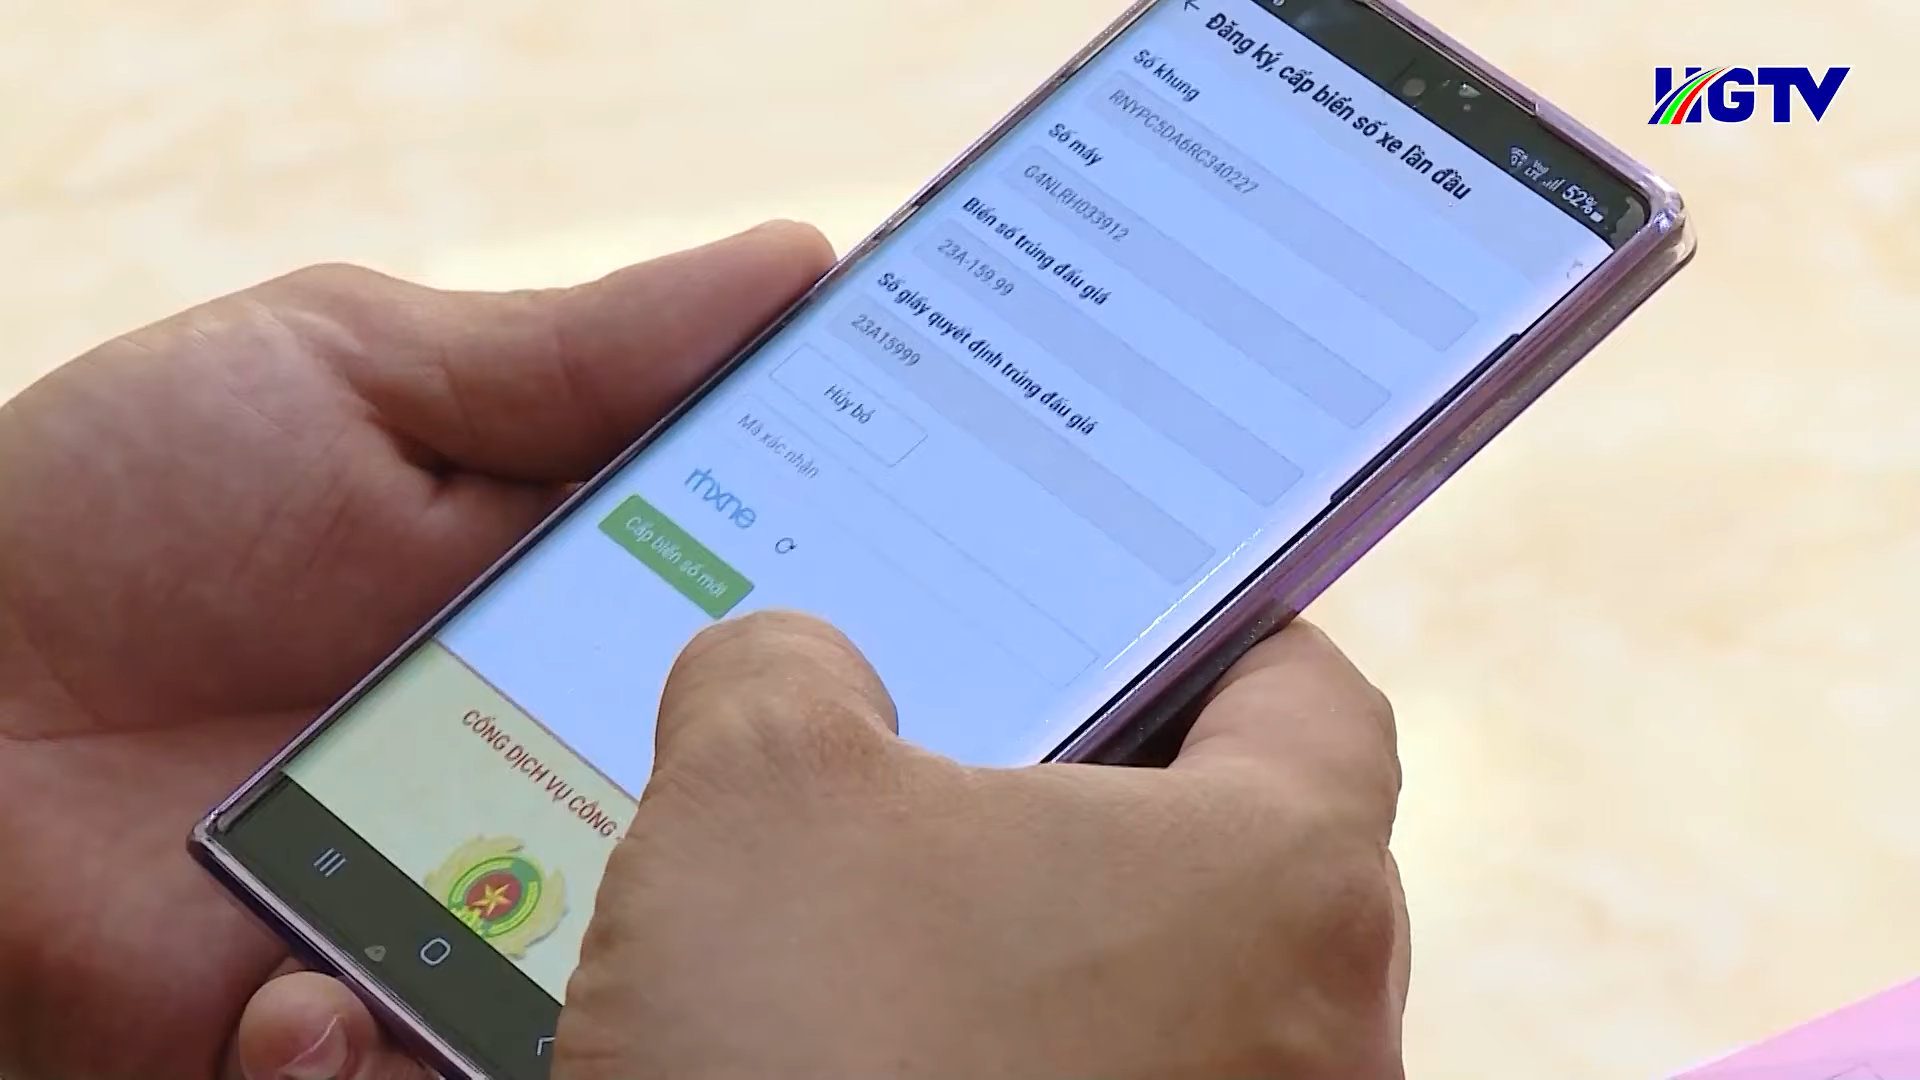 HGTV
52%
Đăng ký, cấp biển số xe lần đầu
Số khung
RNYPC5DA6RC340227
Số máy
G4NLRH033912
Biển số trúng đấu giá
23A-159.99
Số giấy quyết định trúng đấu giá
23A15999
Hủy bỏ
Mã xác nhận
rhxne
Cấp biển số mới
CỔNG DỊCH VỤ CÔNG